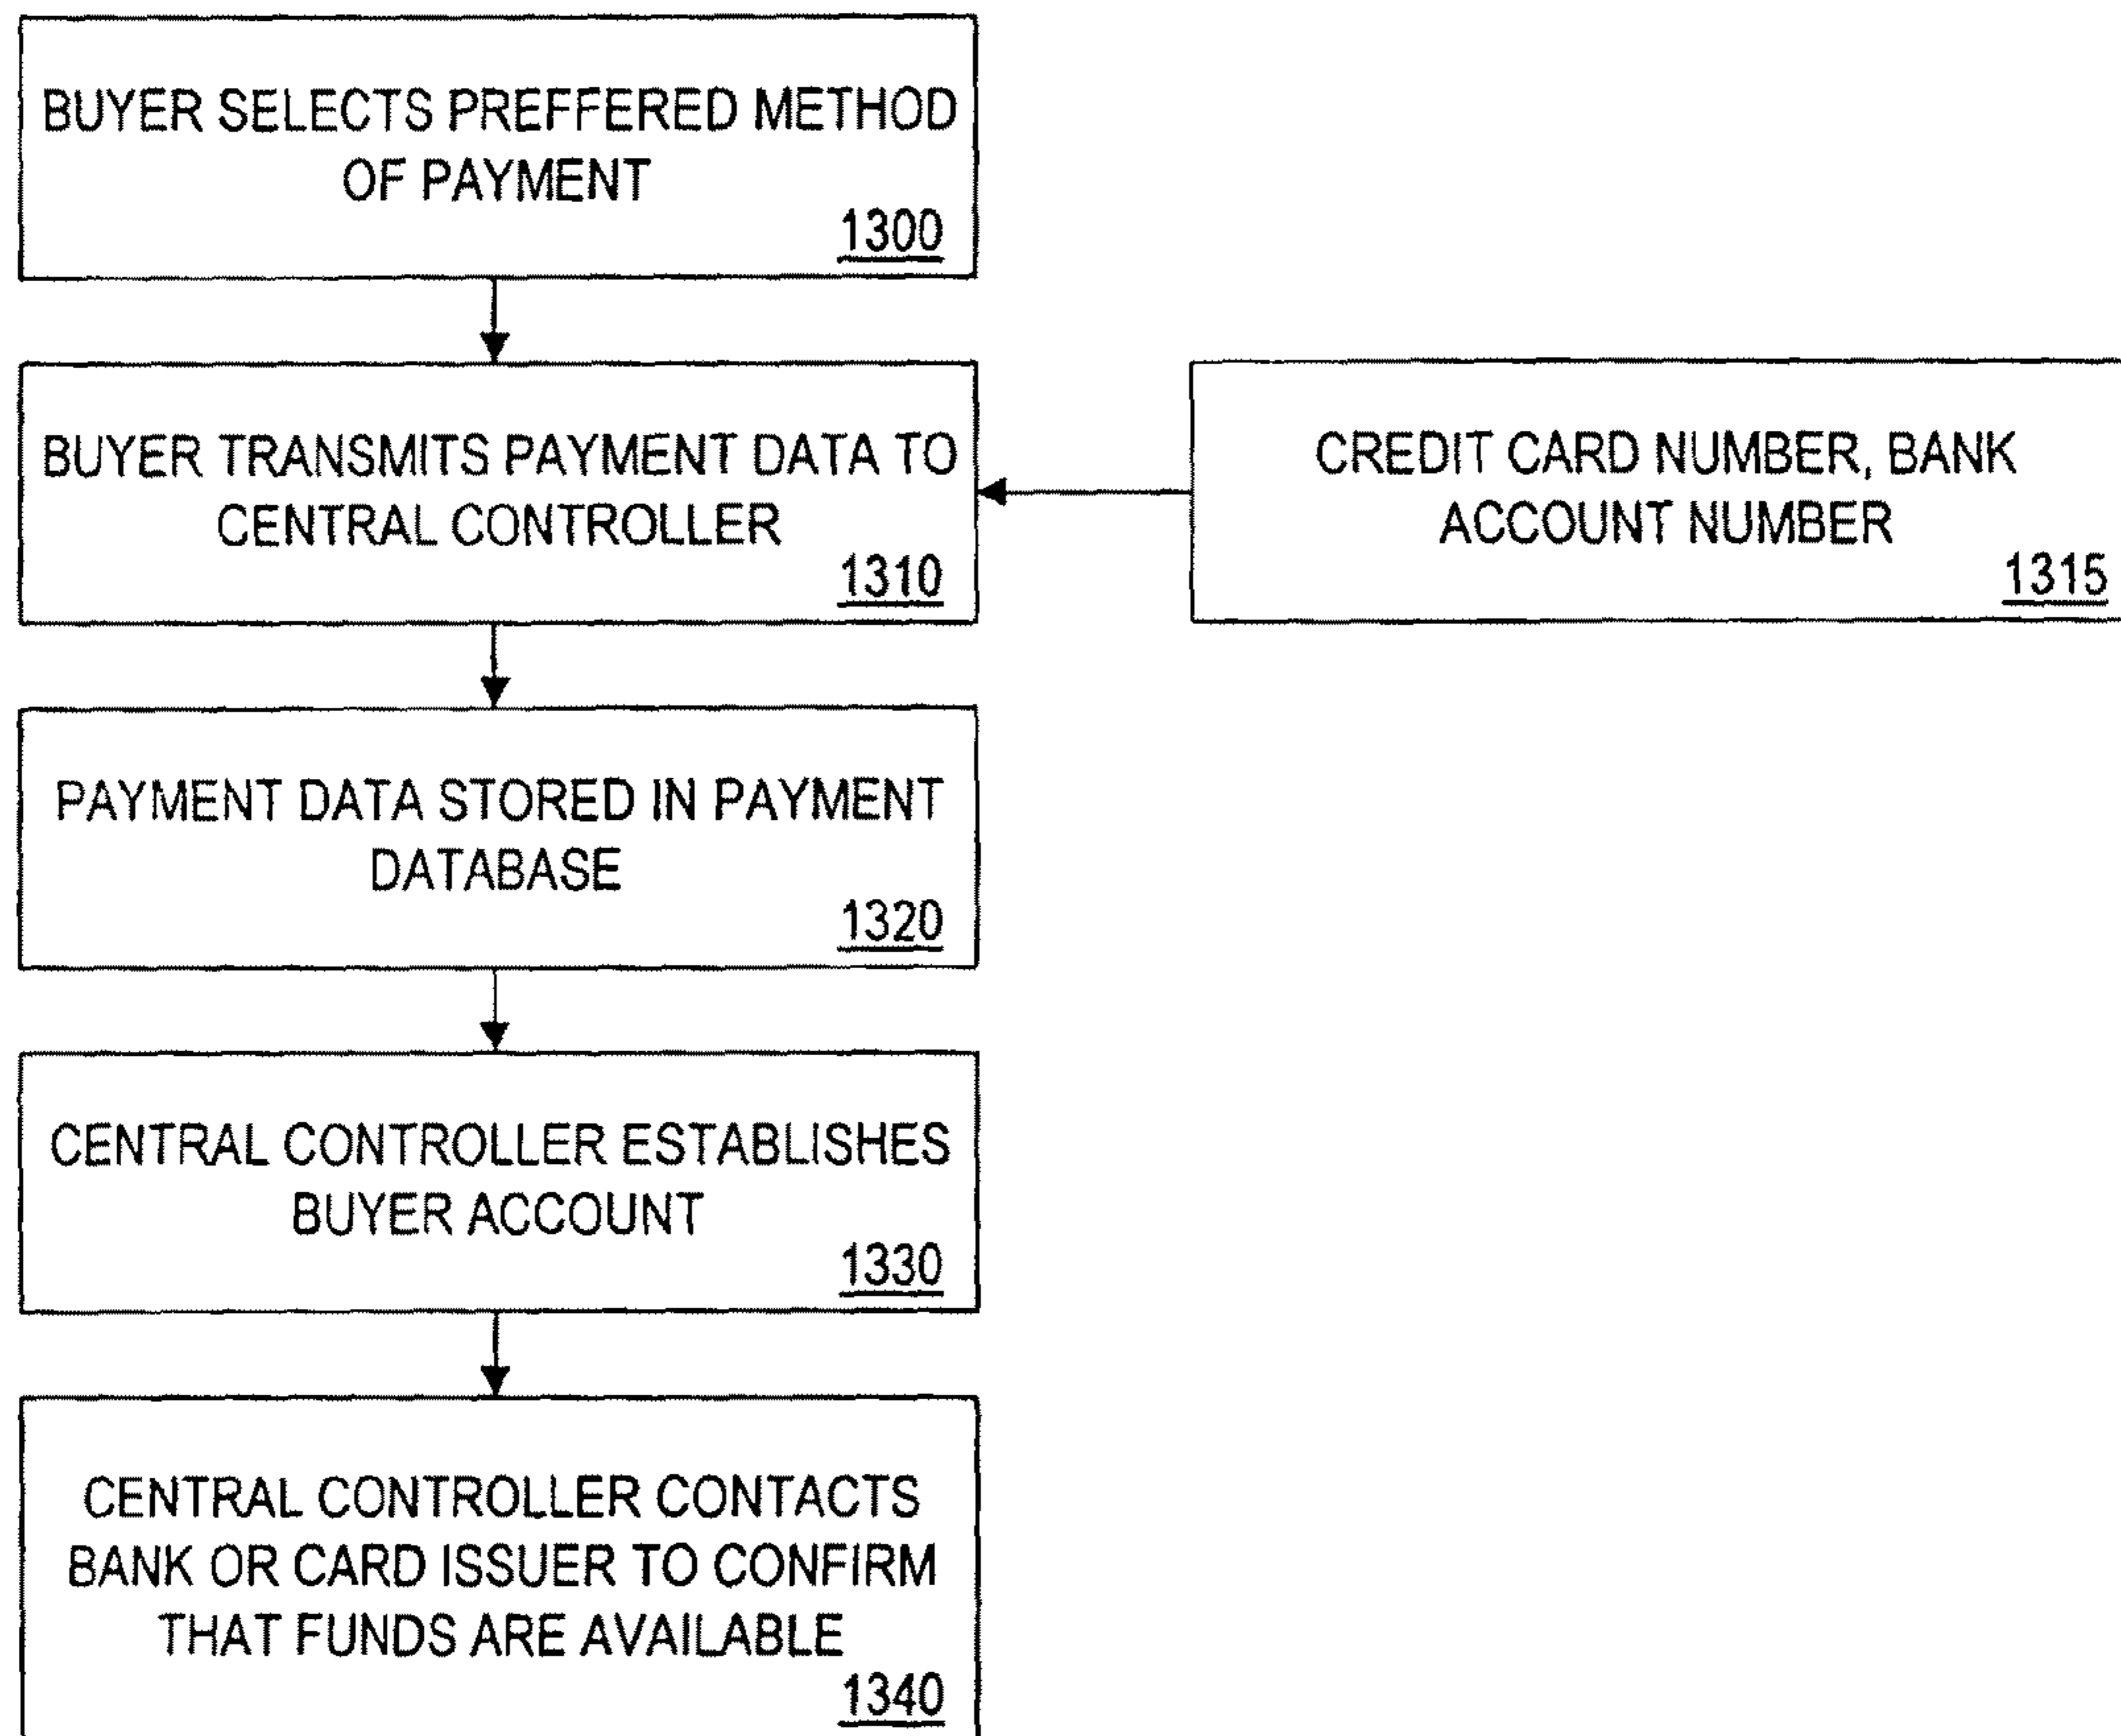 BUYER SELECTS PREFFERED METHOD
OF PAYMENT
1300
BUYER TRANSMITS PAYMENT DATA TO
CENTRAL CONTROLLER
1310
CREDIT CARD NUMBER, BANK
ACCOUNT NUMBER
1315
PAYMENT DATA STORED IN PAYMENT
DATABASE
1320
CENTRAL CONTROLLER ESTABLISHES
BUYER ACCOUNT
1330
CENTRAL CONTROLLER CONTACTS
BANK OR CARD ISSUER TO CONFIRM
THAT FUNDS ARE AVAILABLE
1340